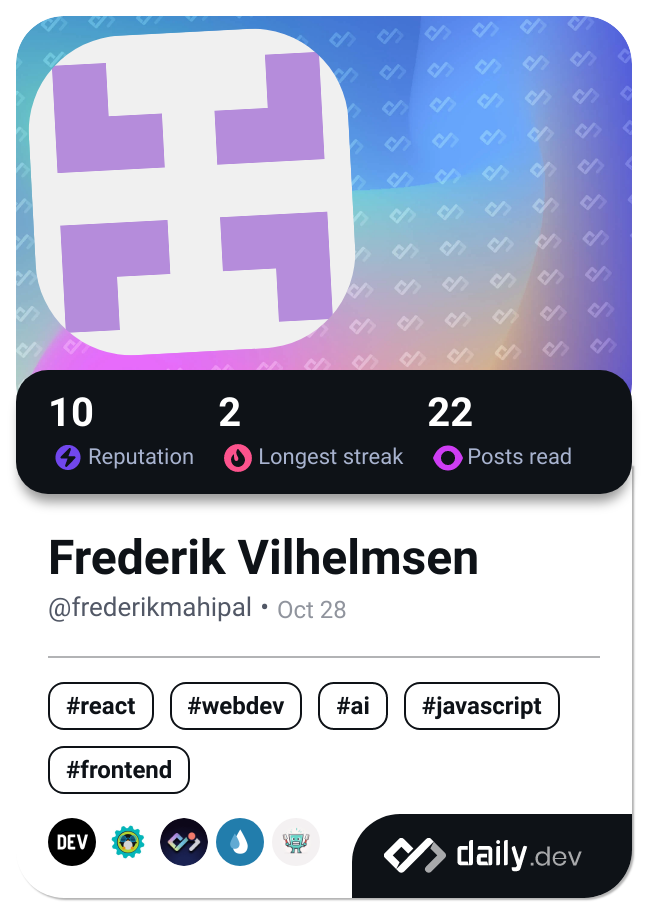 10 2 22
Reputation Longest streak Posts read
Frederik Vilhelmsen
@frederikmahipal • Oct 28
#react #webdev #ai #javascript
#frontend
DEV
daily.dev